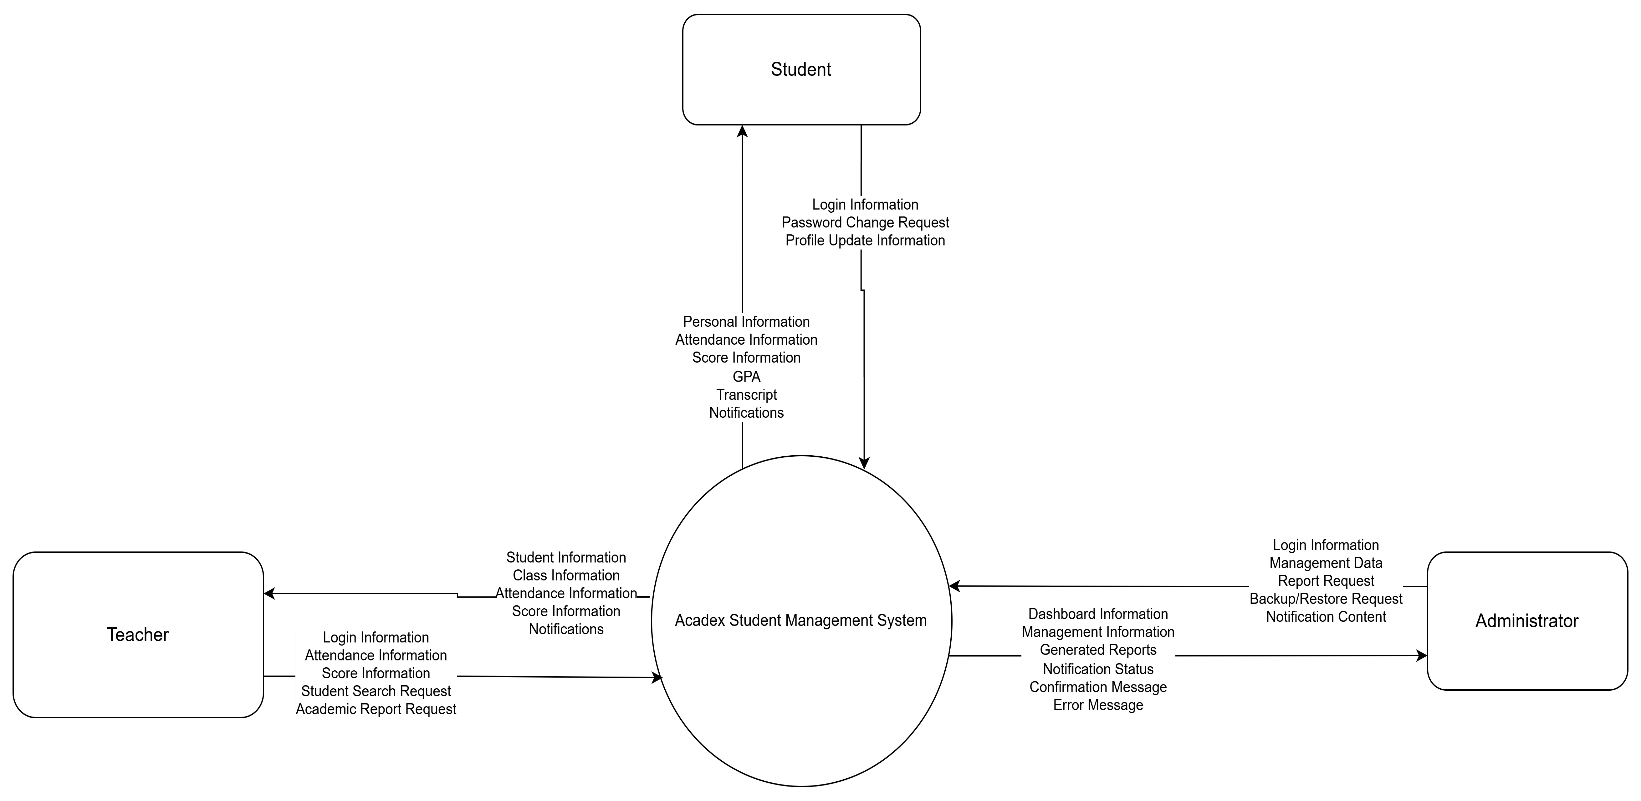 Student
Login Information
Password Change Request
Profile Update Information
Personal Information
Attendance Information
Score Information
GPA
Transcript
Notifications
Student Information
Class Information
Attendance Information
Score Information
Notifications
Teacher
Login Information
Attendance Information
Score Information
Student Search Request
Academic Report Request
Acadex Student Management System
Login Information
Management Data
Report Request
Backup/Restore Request
Notification Content
Dashboard Information
Management Information
Generated Reports
Notification Status
Confirmation Message
Error Message
Administrator